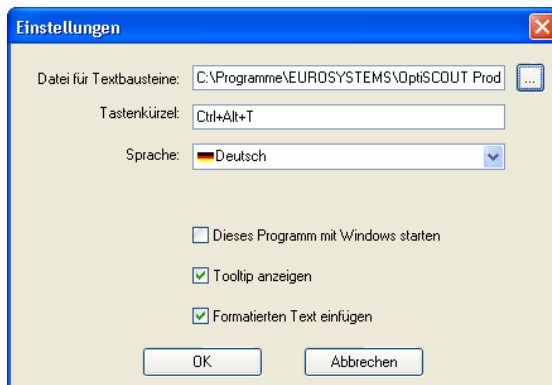 Einstellungen
Datei für Textbausteine: C:\Programme\EUROSYSTEMS\OptiSCOUT Prod ...
Tastenkürzel: Ctrl+Alt+T
Sprache: Deutsch
Dieses Programm mit Windows starten
Tooltip anzeigen
Formatierten Text einfügen
OK Abbrechen